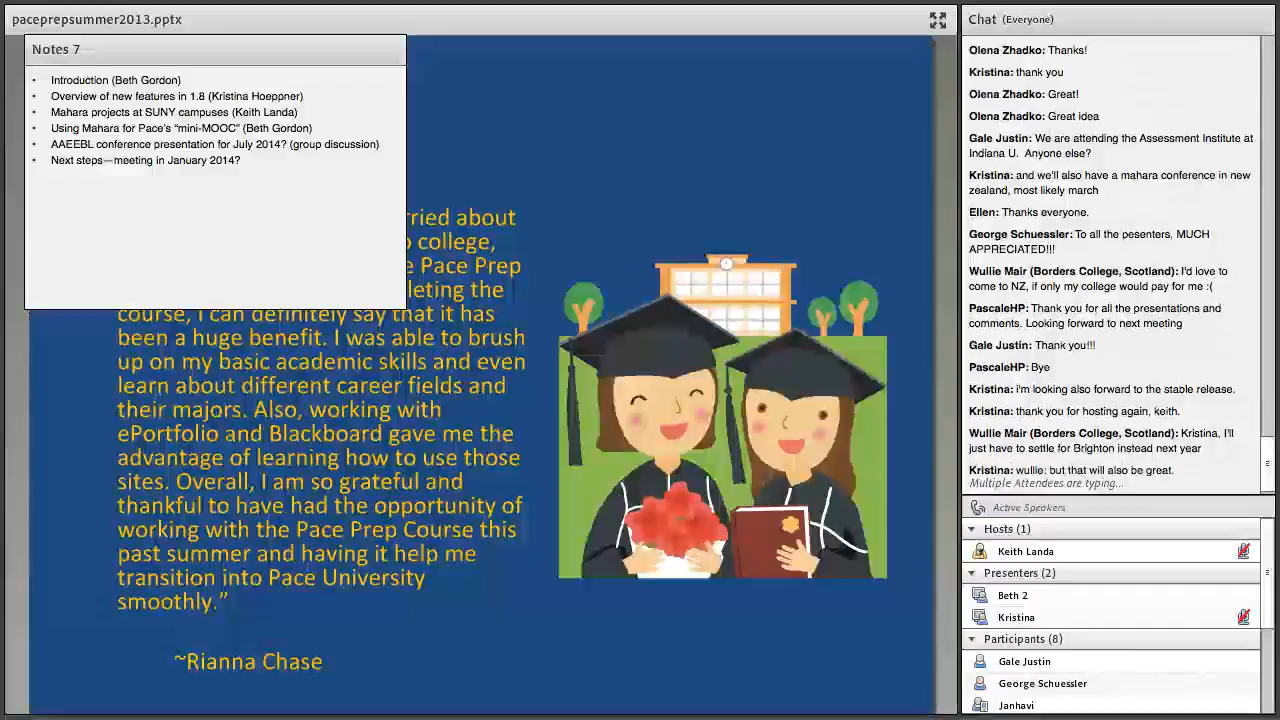 paceprepsummer2013.pptx
Notes 7
• Introduction (Beth Gordon)
• Overview of new features in 1.8 (Kristina Hoeppner)
• Mahara projects at SUNY campuses (Keith Landa)
• Using Mahara for Pace's “mini-MOOC” (Beth Gordon)
• AAEEBL conference presentation for July 2014? (group discussion)
• Next steps—meeting in January 2014?
rried about
o college,
e Pace Prep
leting the
course, I can definitely say that it has
been a huge benefit. I was able to brush
up on my basic academic skills and even
learn about different career fields and
their majors. Also, working with
ePortfolio and Blackboard gave me the
advantage of learning how to use those
sites. Overall, I am so grateful and
thankful to have had the opportunity of
working with the Pace Prep Course this
past summer and having it help me
transition into Pace University
smoothly.”
~Rianna Chase
Chat (Everyone)
Olena Zhadko: Thanks!
Kristina: thank you
Olena Zhadko: Great!
Olena Zhadko: Great idea
Gale Justin: We are attending the Assessment Institute at
Indiana U.  Anyone else?
Kristina: and we'll also have a mahara conference in new
zealand, most likely march
Ellen: Thanks everyone.
George Schuessler: To all the pesenters, MUCH
APPRECIATED!!!
Wullie Mair (Borders College, Scotland): I'd love to
come to NZ, if only my college would pay for me :(
PascaleHP: Thank you for all the presentations and
comments. Looking forward to next meeting
Gale Justin: Thank you!!!
PascaleHP: Bye
Kristina: i'm looking also forward to the stable release.
Kristina: thank you for hosting again, keith.
Wullie Mair (Borders College, Scotland): Kristina, I'll
just have to settle for Brighton instead next year
Kristina: wullie: but that will also be great.
Multiple Attendees are typing...
Active Speakers
Hosts (1)
Keith Landa
Presenters (2)
Beth 2
Kristina
Participants (8)
Gale Justin
George Schuessler
Janhavi